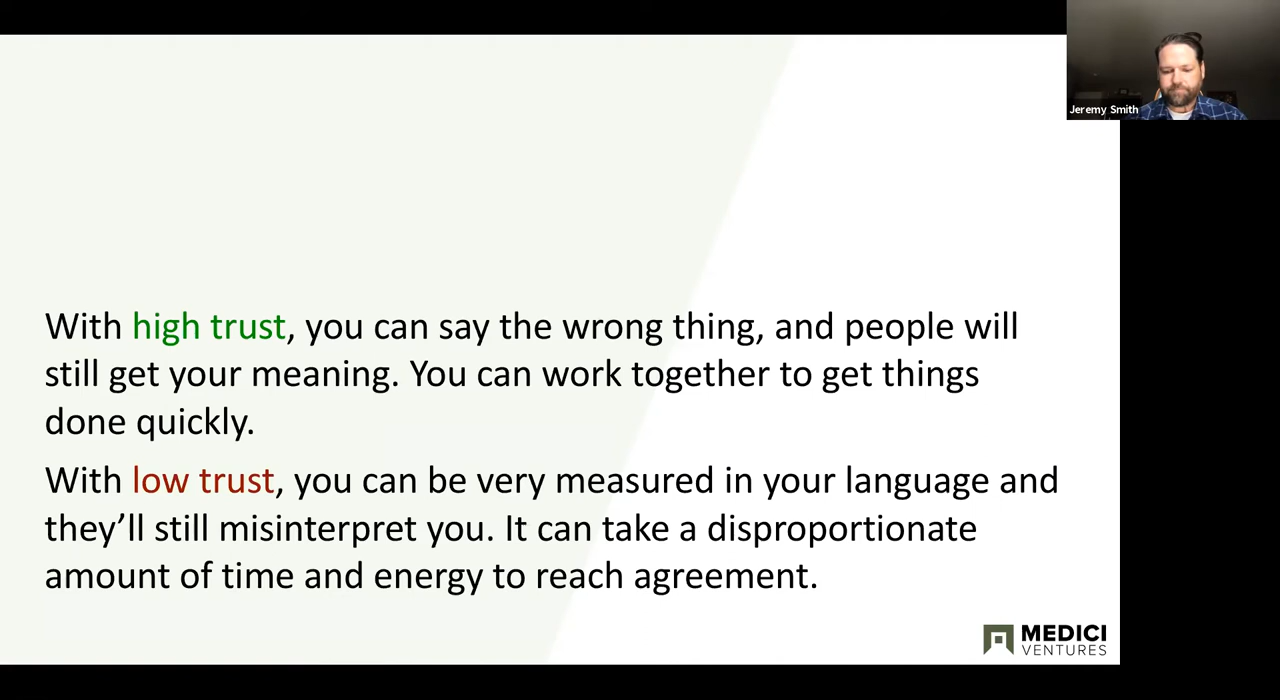 Jeremy Smith
With high trust, you can say the wrong thing, and people will
still get your meaning. You can work together to get things
done quickly.
With low trust, you can be very measured in your language and
they’ll still misinterpret you. It can take a disproportionate
amount of time and energy to reach agreement.
MEDICI
VENTURES